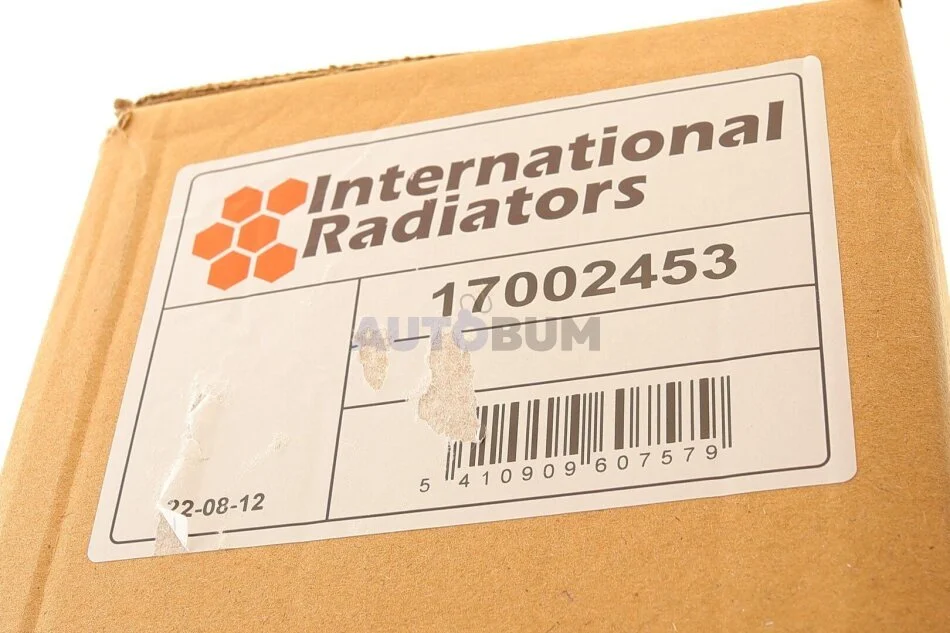 International
Radiators
17002453
AUTOBUM
5 410909 607579
22-08-12